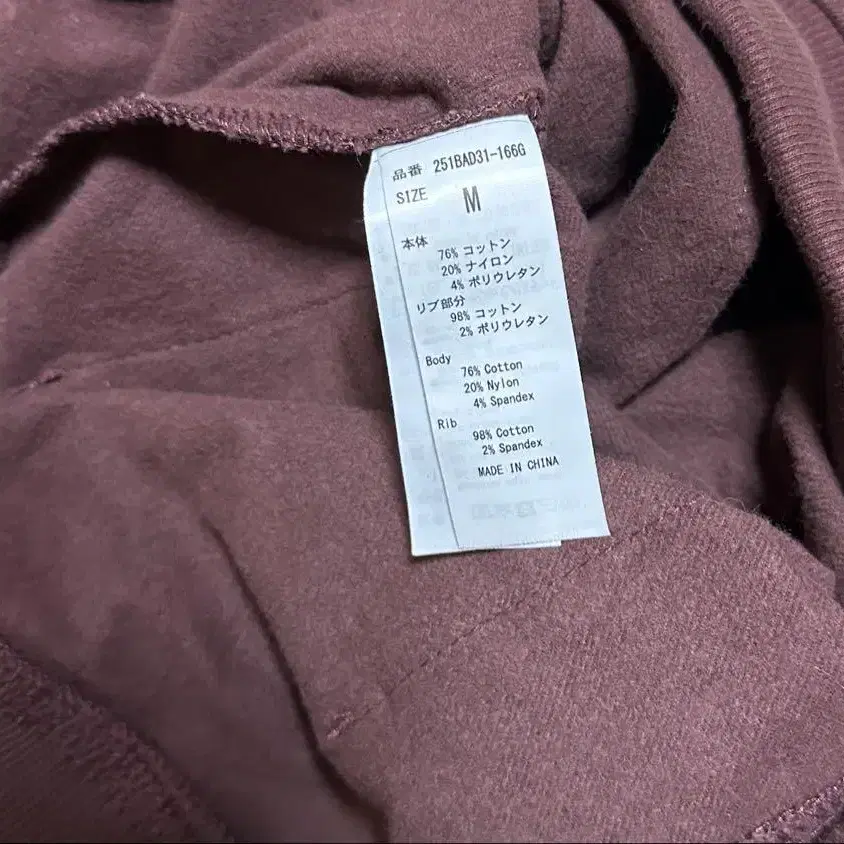 品番 251BAD31-166G
SIZE M
本体
76% コットン
20% ナイロン
4% ポリウレタン
リブ部分
98% コットン
2% ポリウレタン
Body
76% Cotton
20% Nylon
4% Spandex
Rib
98% Cotton
2% Spandex
MADE IN CHINA